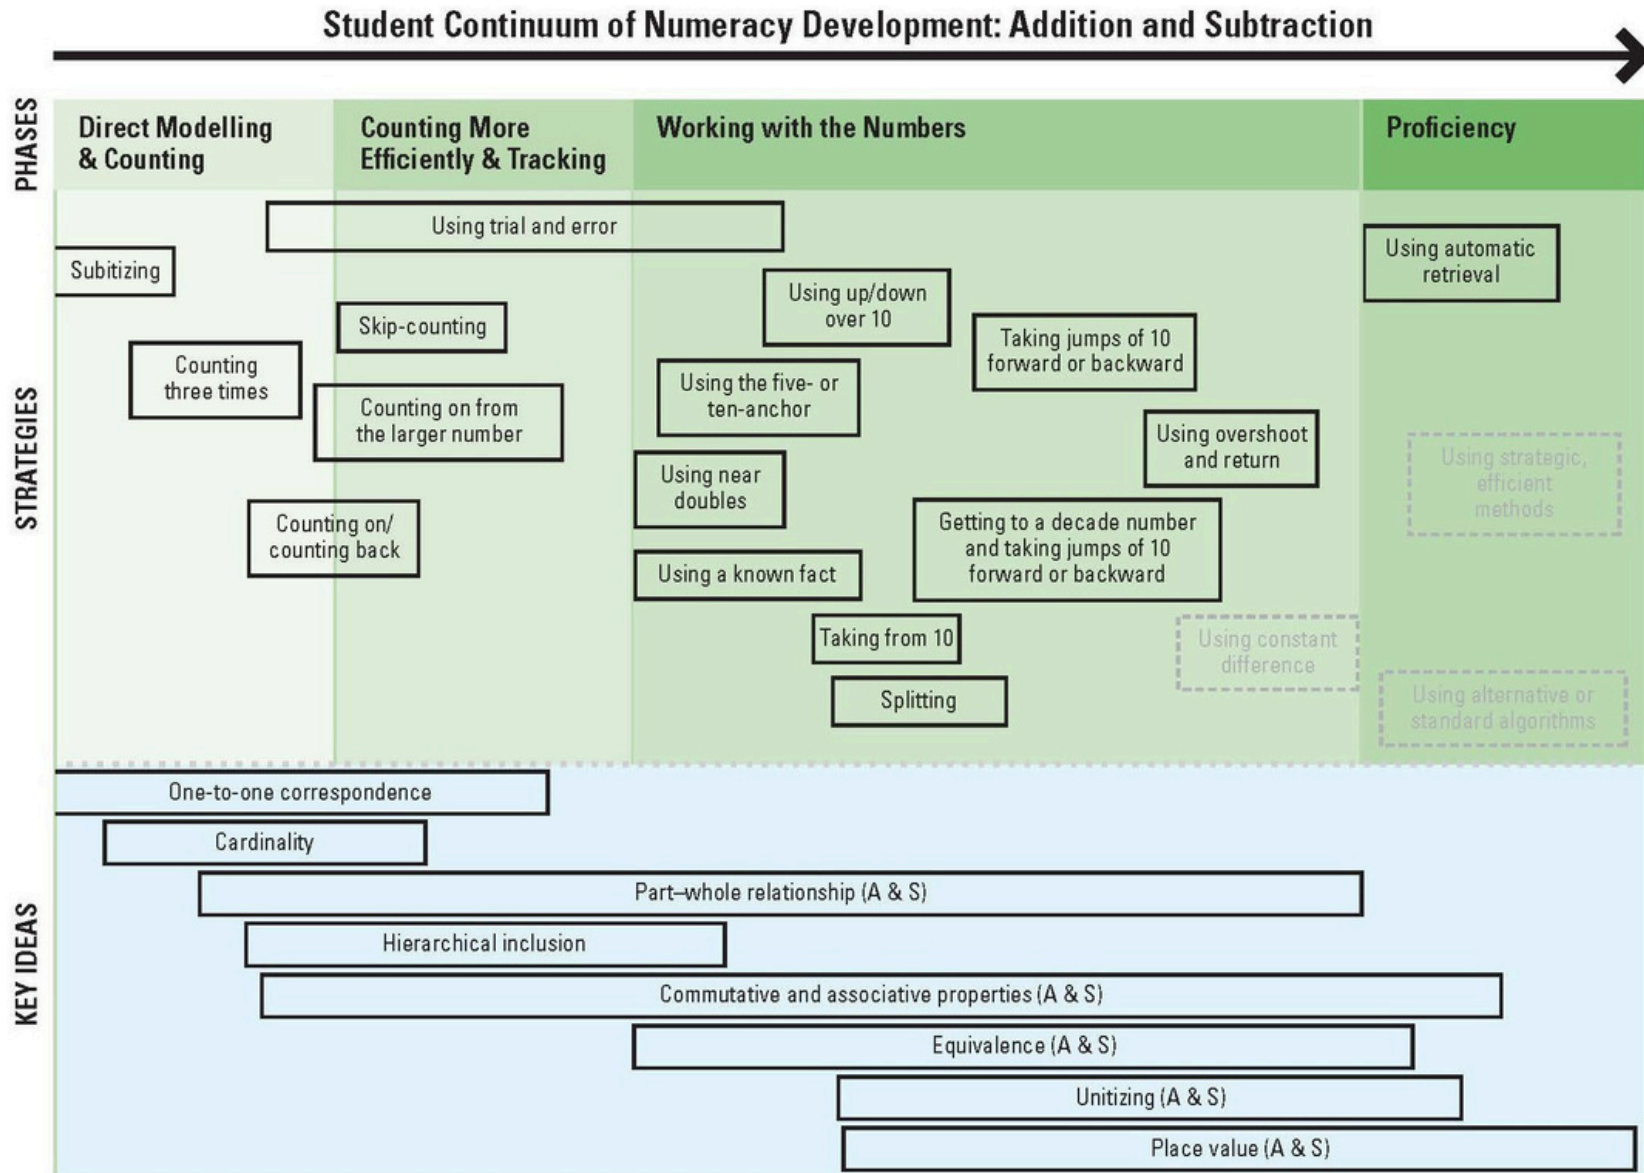 Student Continuum of Numeracy Development: Addition and Subtraction
PHASES
Direct Modelling
& Counting
Counting More
Efficiently & Tracking
Working with the Numbers
Proficiency
STRATEGIES
Using trial and error
Subitizing
Using automatic
retrieval
Using up/down
over 10
Skip-counting
Taking jumps of 10
forward or backward
Counting
three times
Using the five- or
ten-anchor
Counting on from
the larger number
Using overshoot
and return
Using strategic,
efficient
methods
Using near
doubles
Counting on/
counting back
Getting to a decade number
and taking jumps of 10
forward or backward
Using a known fact
Taking from 10
Using constant
difference
Splitting
Using alternative or
standard algorithms
KEY IDEAS
One-to-one correspondence
Cardinality
Part–whole relationship (A & S)
Hierarchical inclusion
Commutative and associative properties (A & S)
Equivalence (A & S)
Unitizing (A & S)
Place value (A & S)